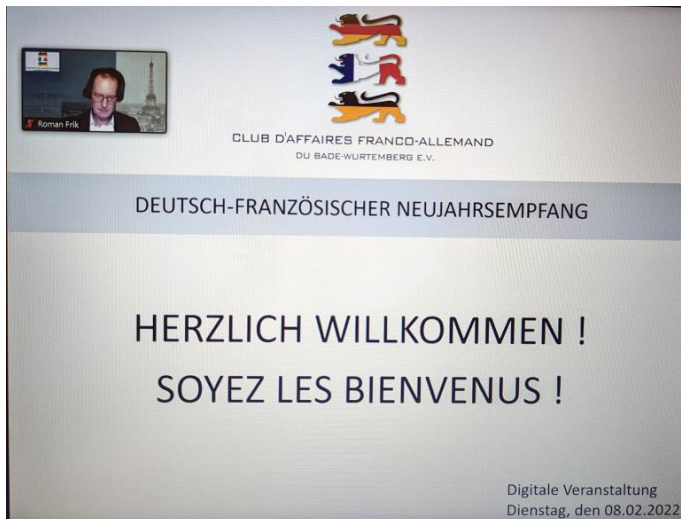 Roman Frik
CLUB D'AFFAIRES FRANCO-ALLEMAND
DU BADE-WURTEMBERG E.V.
DEUTSCH-FRANZÖSISCHER NEUJAHRSEMPFANG
HERZLICH WILLKOMMEN !
SOYEZ LES BIENVENUS !
Digitale Veranstaltung
Dienstag, den 08.02.2022